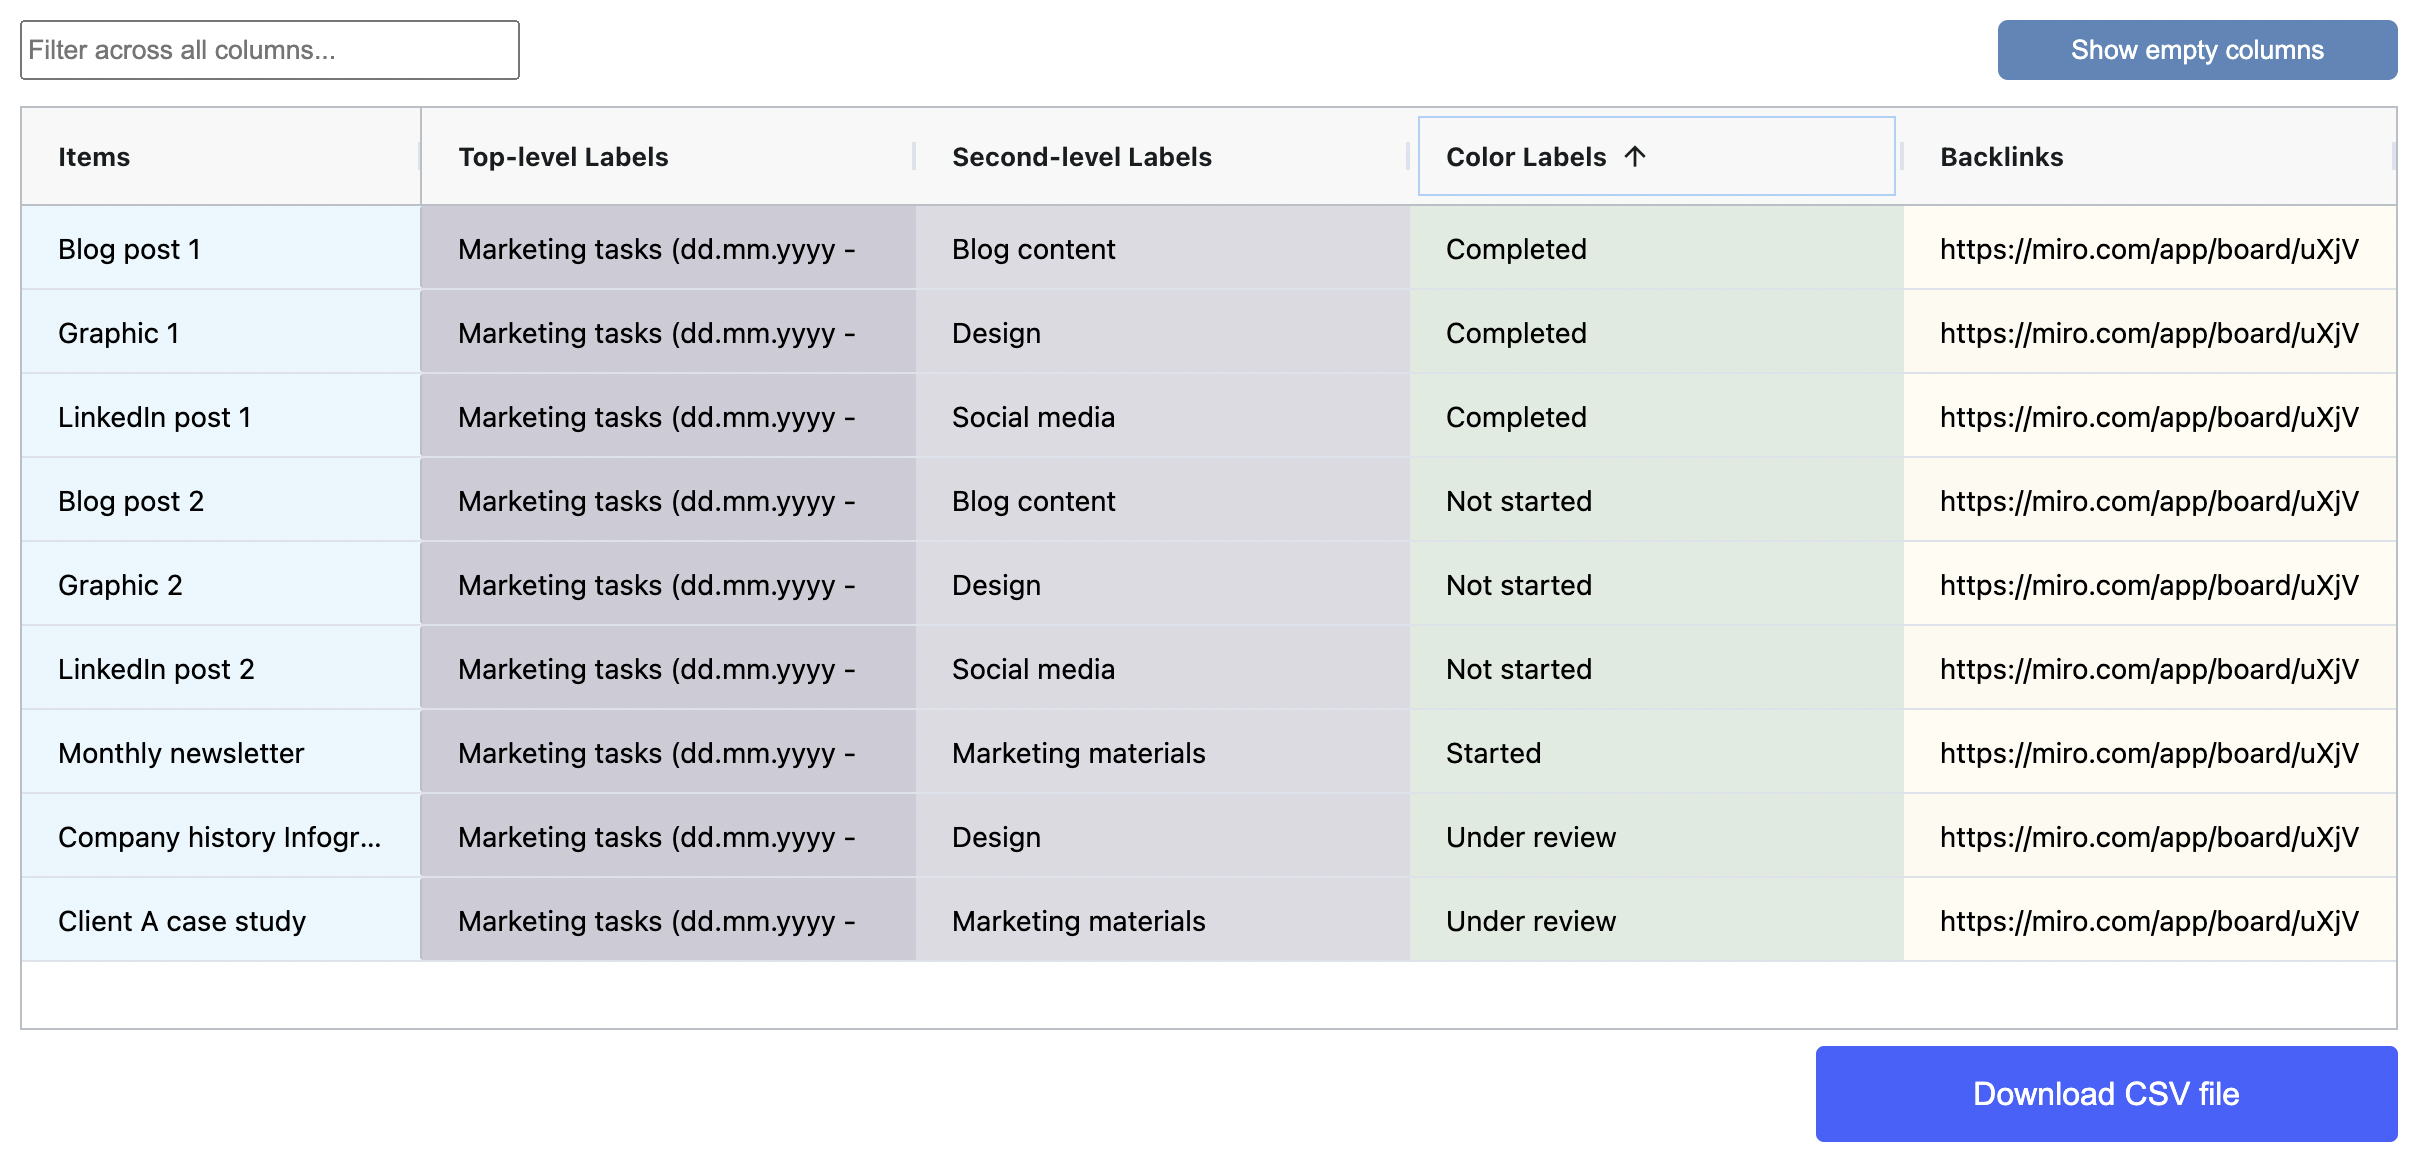 Filter across all columns...
Show empty columns
Items Top-level Labels Second-level Labels Color Labels ↑ Backlinks
Blog post 1 Marketing tasks (dd.mm.yyyy - Blog content Completed https://miro.com/app/board/uXjV
Graphic 1 Marketing tasks (dd.mm.yyyy - Design Completed https://miro.com/app/board/uXjV
LinkedIn post 1 Marketing tasks (dd.mm.yyyy - Social media Completed https://miro.com/app/board/uXjV
Blog post 2 Marketing tasks (dd.mm.yyyy - Blog content Not started https://miro.com/app/board/uXjV
Graphic 2 Marketing tasks (dd.mm.yyyy - Design Not started https://miro.com/app/board/uXjV
LinkedIn post 2 Marketing tasks (dd.mm.yyyy - Social media Not started https://miro.com/app/board/uXjV
Monthly newsletter Marketing tasks (dd.mm.yyyy - Marketing materials Started https://miro.com/app/board/uXjV
Company history Infogr... Marketing tasks (dd.mm.yyyy - Design Under review https://miro.com/app/board/uXjV
Client A case study Marketing tasks (dd.mm.yyyy - Marketing materials Under review https://miro.com/app/board/uXjV
Download CSV file